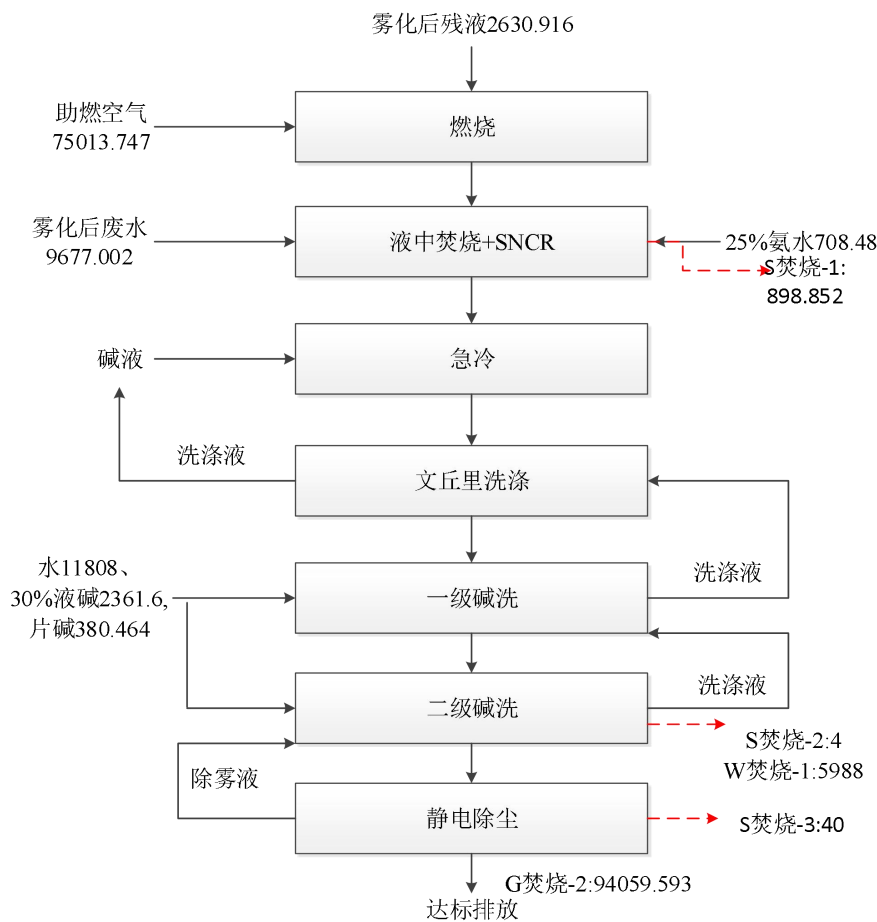 雾化后残液2630.916
助燃空气
75013.747
燃烧
雾化后废水
9677.002
液中焚烧+SNCR
25%氨水708.48
S焚烧-1:
898.852
碱液
急冷
洗涤液
文丘里洗涤
水11808、
30%液碱2361.6,
片碱380.464
一级碱洗
洗涤液
二级碱洗
洗涤液
S焚烧-2:4
W焚烧-1:5988
除雾液
静电除尘
S焚烧-3:40
G焚烧-2:94059.593
达标排放